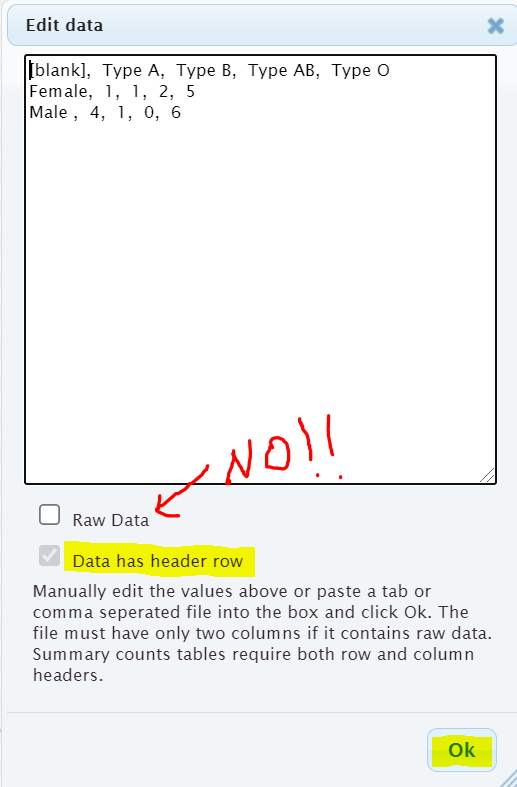 Edit data
[blank], Type A, Type B, Type AB, Type O
Female, 1, 1, 2, 5
Male , 4, 1, 0, 6
NO!!
Raw Data
Data has header row
Manually edit the values above or paste a tab or
comma seperated file into the box and click Ok. The
file must have only two columns if it contains raw data.
Summary counts tables require both row and column
headers.
Ok